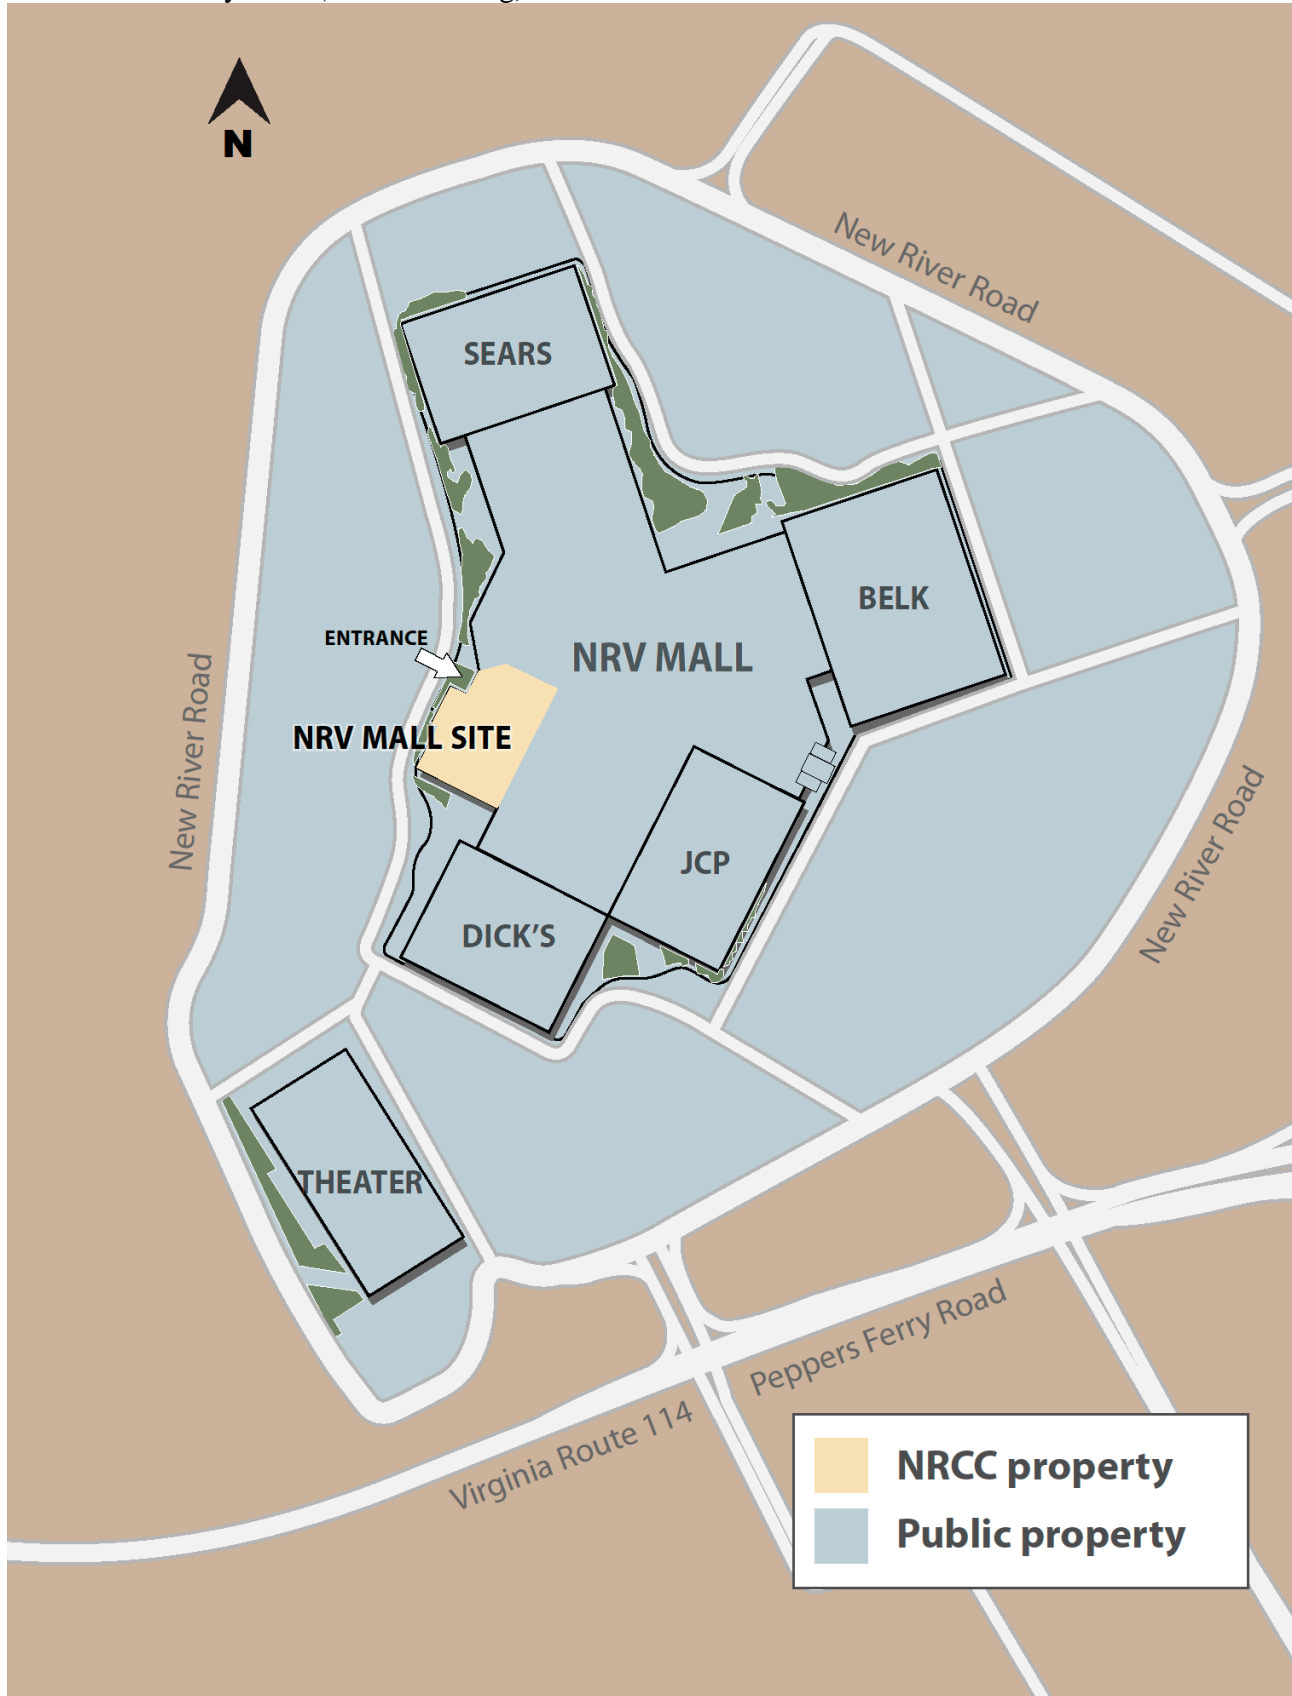 N
New River Road
SEARS
BELK
ENTRANCE
NRV MALL
NRV MALL SITE
New River Road
JCP
New River Road
DICK'S
THEATER
Peppers Ferry Road
Virginia Route 114
NRCC property
Public property